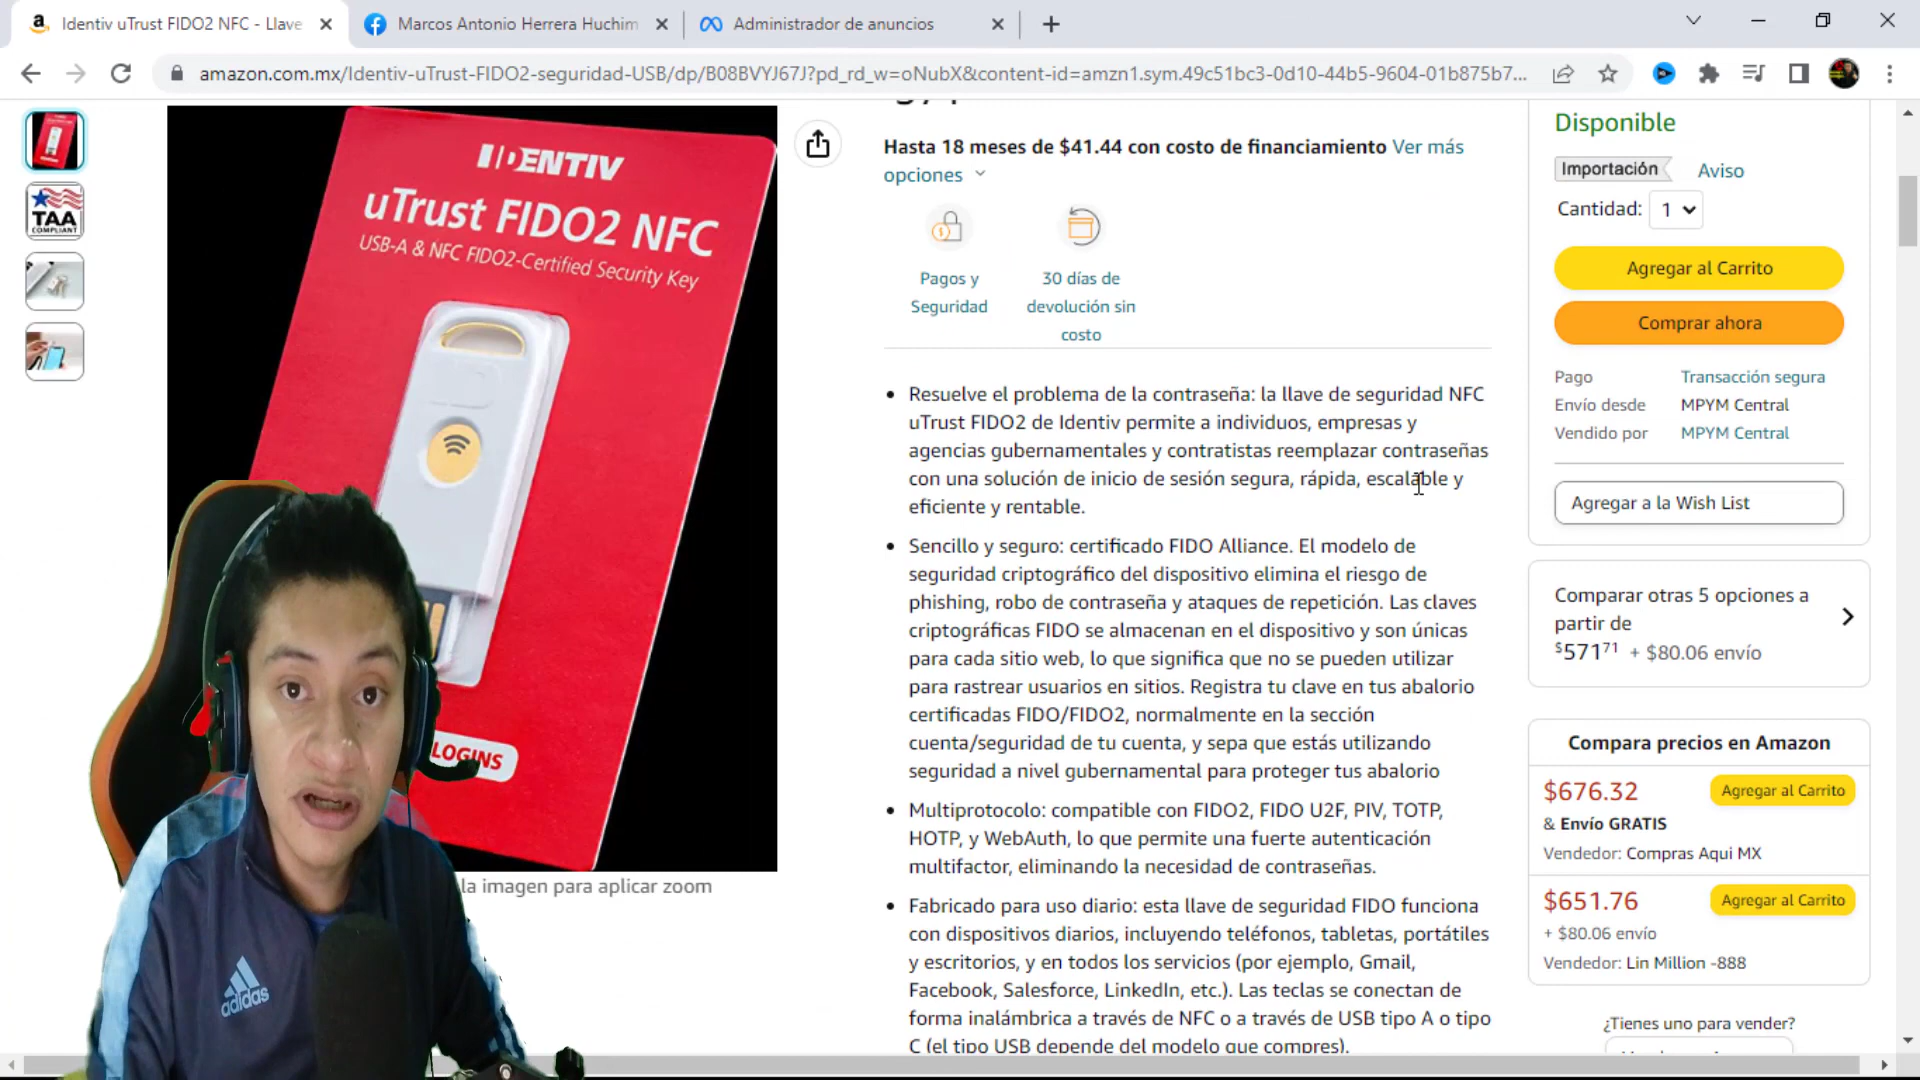 Identiv uTrust FIDO2 NFC - Llave
Marcos Antonio Herrera Huchim
Administrador de anuncios
amazon.com.mx/Identiv-uTrust-FIDO2-seguridad-USB/dp/B08BVYJ67J?pd_rd_w=oNubX&content-id=amzn1.sym.49c51bc3-0d10-44b5-9604-01b875b7...
TAA
COMPLIANT
IDENTIV
uTrust FIDO2 NFC
USB-A & NFC FIDO2-Certified Security Key
LOGINS
la imagen para aplicar zoom
Hasta 18 meses de $41.44 con costo de financiamiento Ver más
opciones
Pagos y
Seguridad
30 días de
devolución sin
costo
Resuelve el problema de la contraseña: la llave de seguridad NFC
uTrust FIDO2 de Identiv permite a individuos, empresas y
agencias gubernamentales y contratistas reemplazar contraseñas
con una solución de inicio de sesión segura, rápida, escalable y
eficiente y rentable.
Sencillo y seguro: certificado FIDO Alliance. El modelo de
seguridad criptográfico del dispositivo elimina el riesgo de
phishing, robo de contraseña y ataques de repetición. Las claves
criptográficas FIDO se almacenan en el dispositivo y son únicas
para cada sitio web, lo que significa que no se pueden utilizar
para rastrear usuarios en sitios. Registra tu clave en tus abalorio
certificadas FIDO/FIDO2, normalmente en la sección
cuenta/seguridad de tu cuenta, y sepa que estás utilizando
seguridad a nivel gubernamental para proteger tus abalorio
Multiprotocolo: compatible con FIDO2, FIDO U2F, PIV, TOTP,
HOTP, y WebAuth, lo que permite una fuerte autenticación
multifactor, eliminando la necesidad de contraseñas.
Fabricado para uso diario: esta llave de seguridad FIDO funciona
con dispositivos diarios, incluyendo teléfonos, tabletas, portátiles
y escritorios, y en todos los servicios (por ejemplo, Gmail,
Facebook, Salesforce, LinkedIn, etc.). Las teclas se conectan de
forma inalámbrica a través de NFC o a través de USB tipo A o tipo
C (el tipo USB depende del modelo que compres).
Disponible
Importación Aviso
Cantidad: 1
Agregar al Carrito
Comprar ahora
Pago Transacción segura
Envío desde MPYM Central
Vendido por MPYM Central
Agregar a la Wish List
Comparar otras 5 opciones a
partir de
$57171 + $80.06 envío
Compara precios en Amazon
$676.32 Agregar al Carrito
& Envío GRATIS
Vendedor: Compras Aqui MX
$651.76 Agregar al Carrito
+ $80.06 envío
Vendedor: Lin Million -888
¿Tienes uno para vender?
adidas